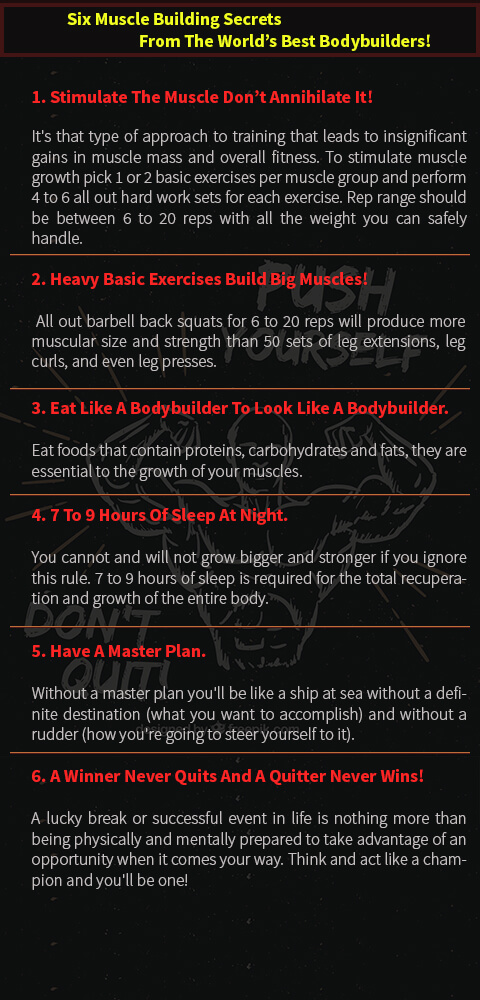 Six Muscle Building Secrets
From The World’s Best Bodybuilders!
1. Stimulate The Muscle Don’t Annihilate It!
It's that type of approach to training that leads to insignificant
gains in muscle mass and overall fitness. To stimulate muscle
growth pick 1 or 2 basic exercises per muscle group and perform
4 to 6 all out hard work sets for each exercise. Rep range should
be between 6 to 20 reps with all the weight you can safely
handle.
PUSH
YOURSELF
2. Heavy Basic Exercises Build Big Muscles!
All out barbell back squats for 6 to 20 reps will produce more
muscular size and strength than 50 sets of leg extensions, leg
curls, and even leg presses.
3. Eat Like A Bodybuilder To Look Like A Bodybuilder.
Eat foods that contain proteins, carbohydrates and fats, they are
essential to the growth of your muscles.
4. 7 To 9 Hours Of Sleep At Night.
You cannot and will not grow bigger and stronger if you ignore
this rule. 7 to 9 hours of sleep is required for the total recupera-
tion and growth of the entire body.
DON'T
QUIT!
5. Have A Master Plan.
Without a master plan you'll be like a ship at sea without a defi-
nite destination (what you want to accomplish) and without a
rudder (how you're going to steer yourself to it).
designed by freepik.com
6. A Winner Never Quits And A Quitter Never Wins!
A lucky break or successful event in life is nothing more than
being physically and mentally prepared to take advantage of an
opportunity when it comes your way. Think and act like a cham-
pion and you'll be one!